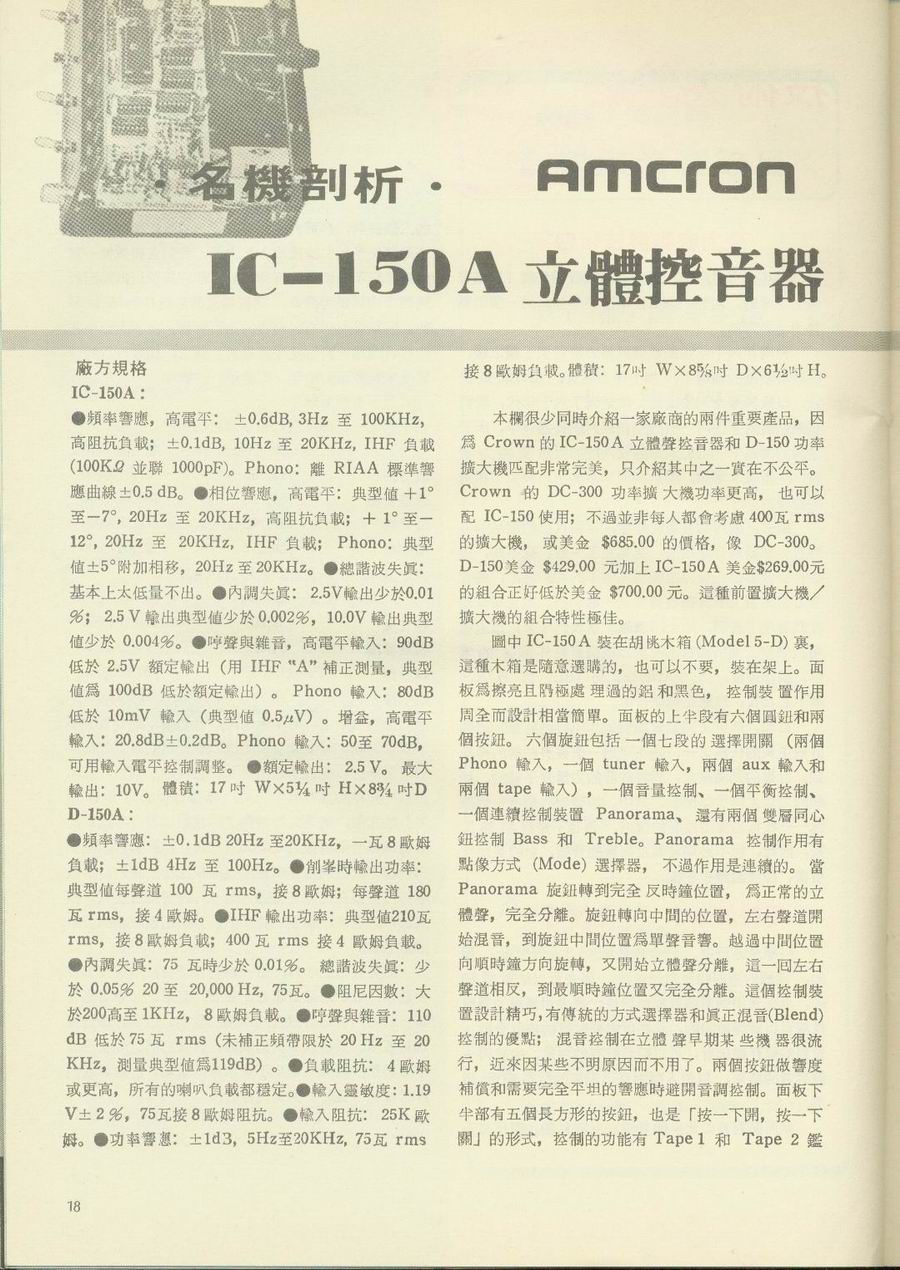 ·名機剖析·
AMCRON
IC-150A 立體控音器
廠方規格
IC-150A：
●頻率響應，高電平：±0.6dB, 3Hz 至 100KHz,
高阻抗負載；±0.1dB, 10Hz 至 20KHz, IHF 負載
(100KΩ 並聯 1000pF)。Phono：離 RIAA 標準響
應曲線±0.5 dB。●相位響應，高電平：典型値 +1°
至－7°, 20Hz 至 20KHz，高阻抗負載；+ 1° 至－
12°, 20Hz 至 20KHz, IHF 負載；Phono：典型
値±5°附加相移，20Hz 至 20KHz。●總諧波失眞：
基本上太低量不出。●內調失眞：2.5V輸出少於0.01
%；2.5 V 輸出典型値少於 0.002%，10.0V 輸出典型
値少於 0.004%。●哼聲與雜音，高電平輸入：90dB
低於 2.5V 額定輸出（用 IHF “A” 補正測量，典型
値爲 100dB 低於額定輸出）。Phono 輸入：80dB
低於 10mV 輸入（典型値 0.5μV）。增益，高電平
輸入：20.8dB±0.2dB。Phono 輸入：50至 70dB，
可用輸入電平控制調整。●額定輸出：2.5 V。最大
輸出：10V。體積：17 吋 W×5¼ 吋 H×8¾ 吋D
D-150A：
●頻率響應：±0.1dB 20Hz 至20KHz，一瓦 8 歐姆
負載；±1dB 4Hz 至 100Hz。●削峯時輸出功率：
典型値每聲道 100 瓦 rms，接 8 歐姆；每聲道 180
瓦 rms，接 4 歐姆。●IHF 輸出功率：典型値210瓦
rms，接 8 歐姆負載；400 瓦 rms 接 4 歐姆負載。
●內調失眞：75 瓦時少於 0.01%。總諧波失眞：少
於 0.05% 20 至 20,000 Hz, 75瓦。●阻尼因數：大
於200高至 1KHz，8 歐姆負載。●哼聲與雜音：110
dB 低於 75 瓦 rms (未補正頻帶限於 20 Hz 至 20
KHz，測量典型値爲119dB) 。●負載阻抗：4 歐姆
或更高，所有的喇叭負載都穩定。●輸入靈敏度：1.19
V± 2 %，75瓦接 8 歐姆阻抗。●輸入阻抗：25K 歐
姆。●功率響應：±1dB, 5Hz至20KHz, 75瓦 rms
接 8 歐姆負載。體積：17吋 W×8⅝吋 D×6½吋 H。
本欄很少同時介紹一家廠商的兩件重要產品，因
爲 Crown 的 IC-150A 立體聲控音器和 D-150 功率
擴大機匹配非常完美，只介紹其中之一實在不公平。
Crown 的 DC-300 功率擴大機功率更高，也可以
配 IC-150 使用；不過並非每人都會考慮 400瓦 rms
的擴大機，或美金 $685.00 的價格，像 DC-300。
D-150美金 $429.00 元加上 IC-150A 美金$269.00元
的組合正好低於美金 $700.00 元。這種前置擴大機／
擴大機的組合特性極佳。
圖中 IC-150A 裝在胡桃木箱 (Model 5-D) 裏，
這種木箱是隨意選購的，也可以不要，裝在架上。面
板爲擦亮且陽極處理過的鋁和黑色，控制裝置作用
周全而設計相當簡單。面板的上半段有六個圓鈕和兩
個按鈕。六個旋鈕包括一個七段的選擇開關（兩個
Phono 輸入，一個 tuner 輸入，兩個 aux 輸入和
兩個 tape 輸入），一個音量控制、一個平衡控制、
一個連續控制裝置 Panorama、還有兩個雙層同心
鈕控制 Bass 和 Treble。Panorama 控制作用有
點像方式 (Mode) 選擇器，不過作用是連續的。當
Panorama 旋鈕轉到完全反時鐘位置，爲正常的立
體聲，完全分離。旋鈕轉向中間的位置，左右聲道開
始混音，到旋鈕中間位置爲單聲音響。越過中間位置
向順時鐘方向旋轉，又開始立體聲分離，這一回左右
聲道相反，到最順時鐘位置又完全分離。這個控制裝
置設計精巧，有傳統的方式選擇器和眞正混音(Blend)
控制的優點；混音控制在立體聲早期某些機器很流
行，近來因某些不明原因而不用了。兩個按鈕做響度
補償和需要完全平坦的響應時避開音調控制。面板下
半部有五個長方形的按鈕，也是「按一下開，按一下
關」的形式，控制的功能有 Tape 1 和 Tape 2 鑑
18